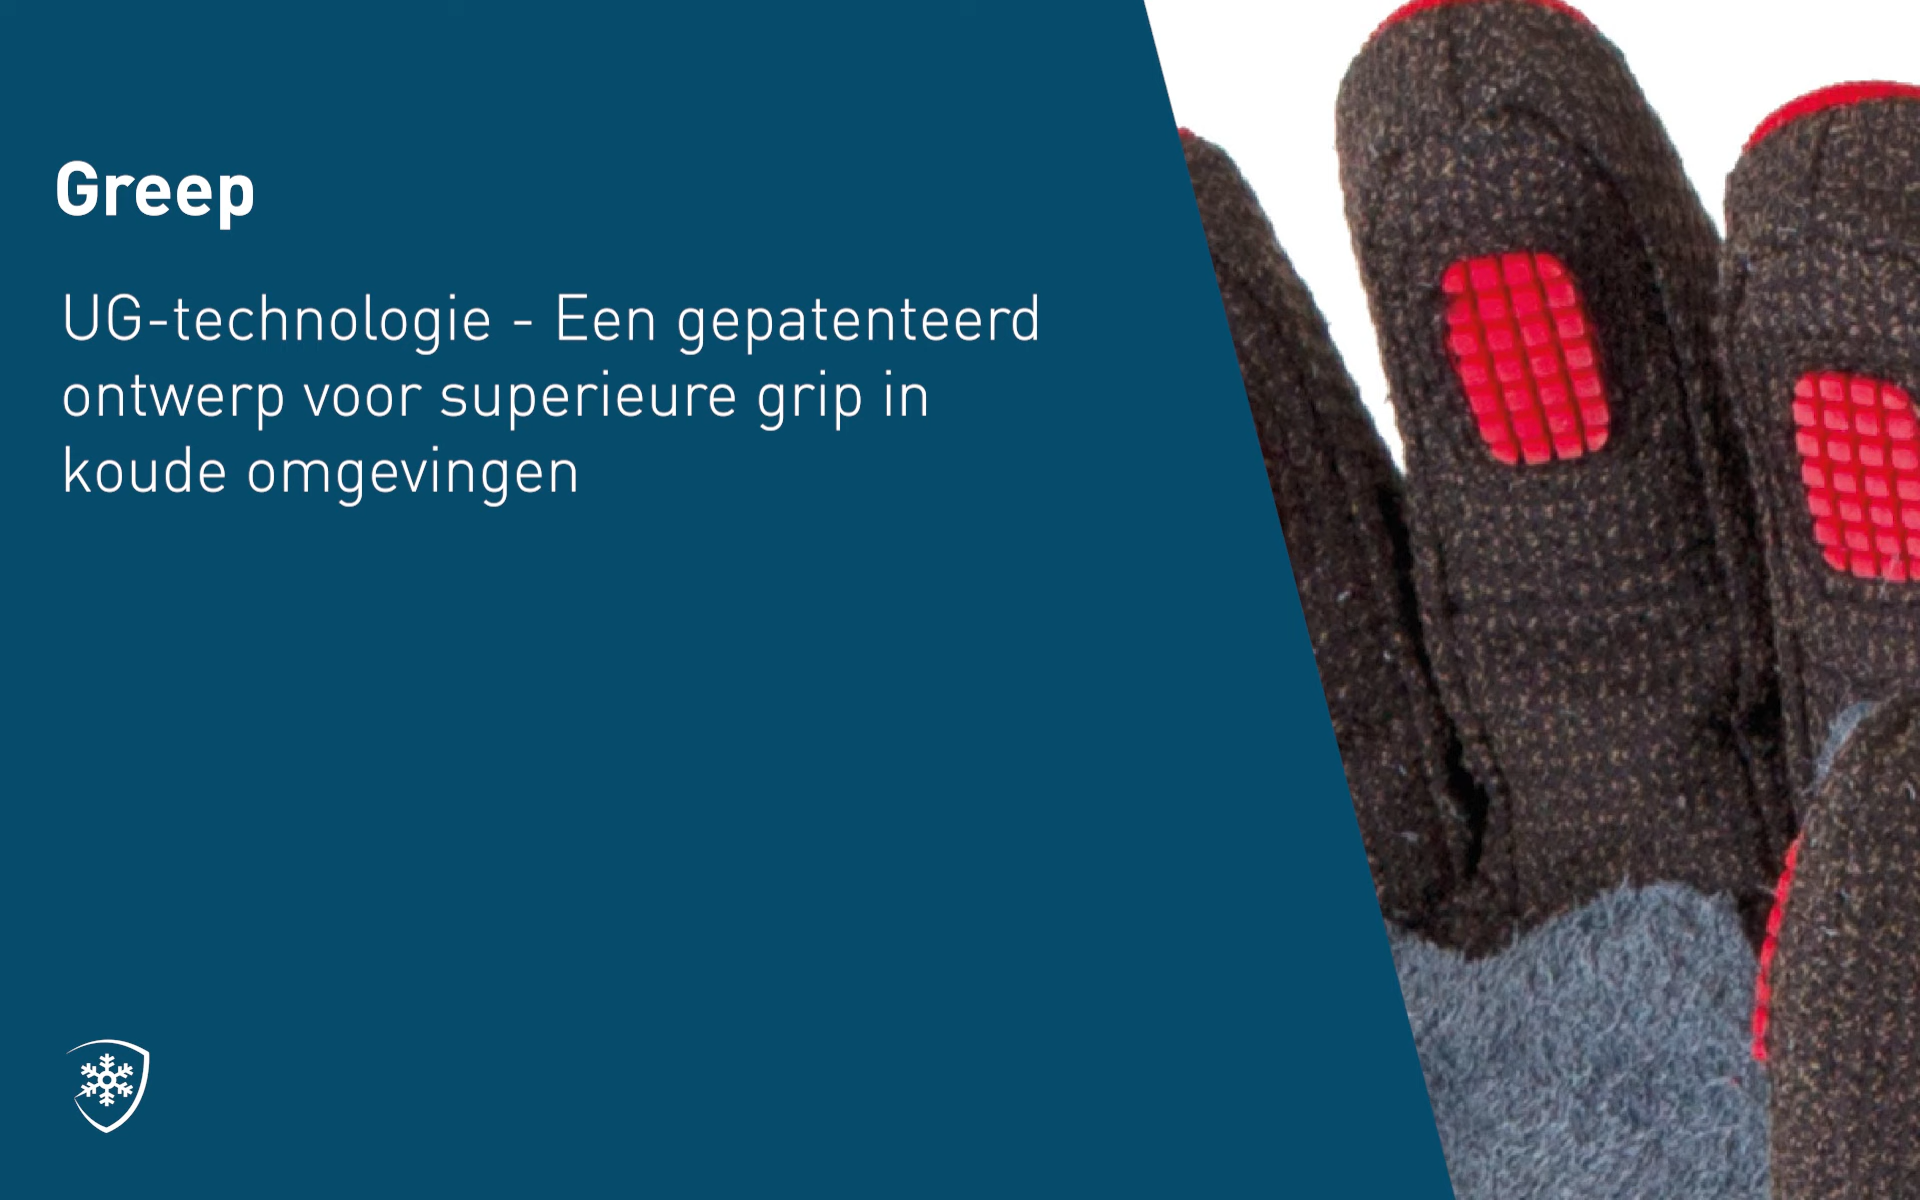 Greep
UG-technologie - Een gepatenteerd
ontwerp voor superieure grip in
koude omgevingen